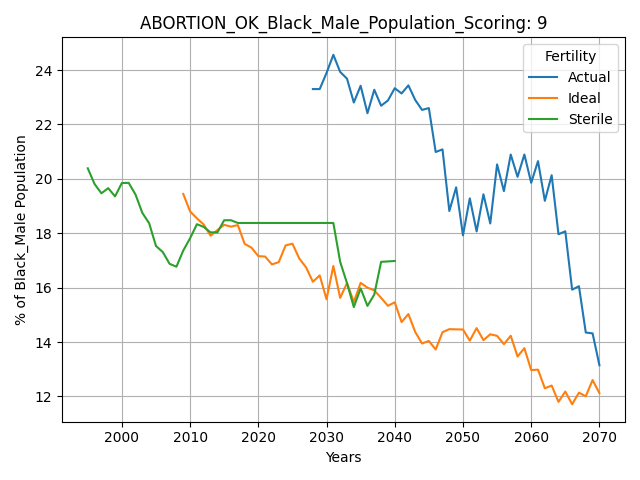 ABORTION_OK_Black_Male_Population_Scoring: 9
Fertility
Actual
Ideal
Sterile
% of Black_Male Population
24
22
20
18
16
14
12
2000 2010 2020 2030 2040 2050 2060 2070
Years